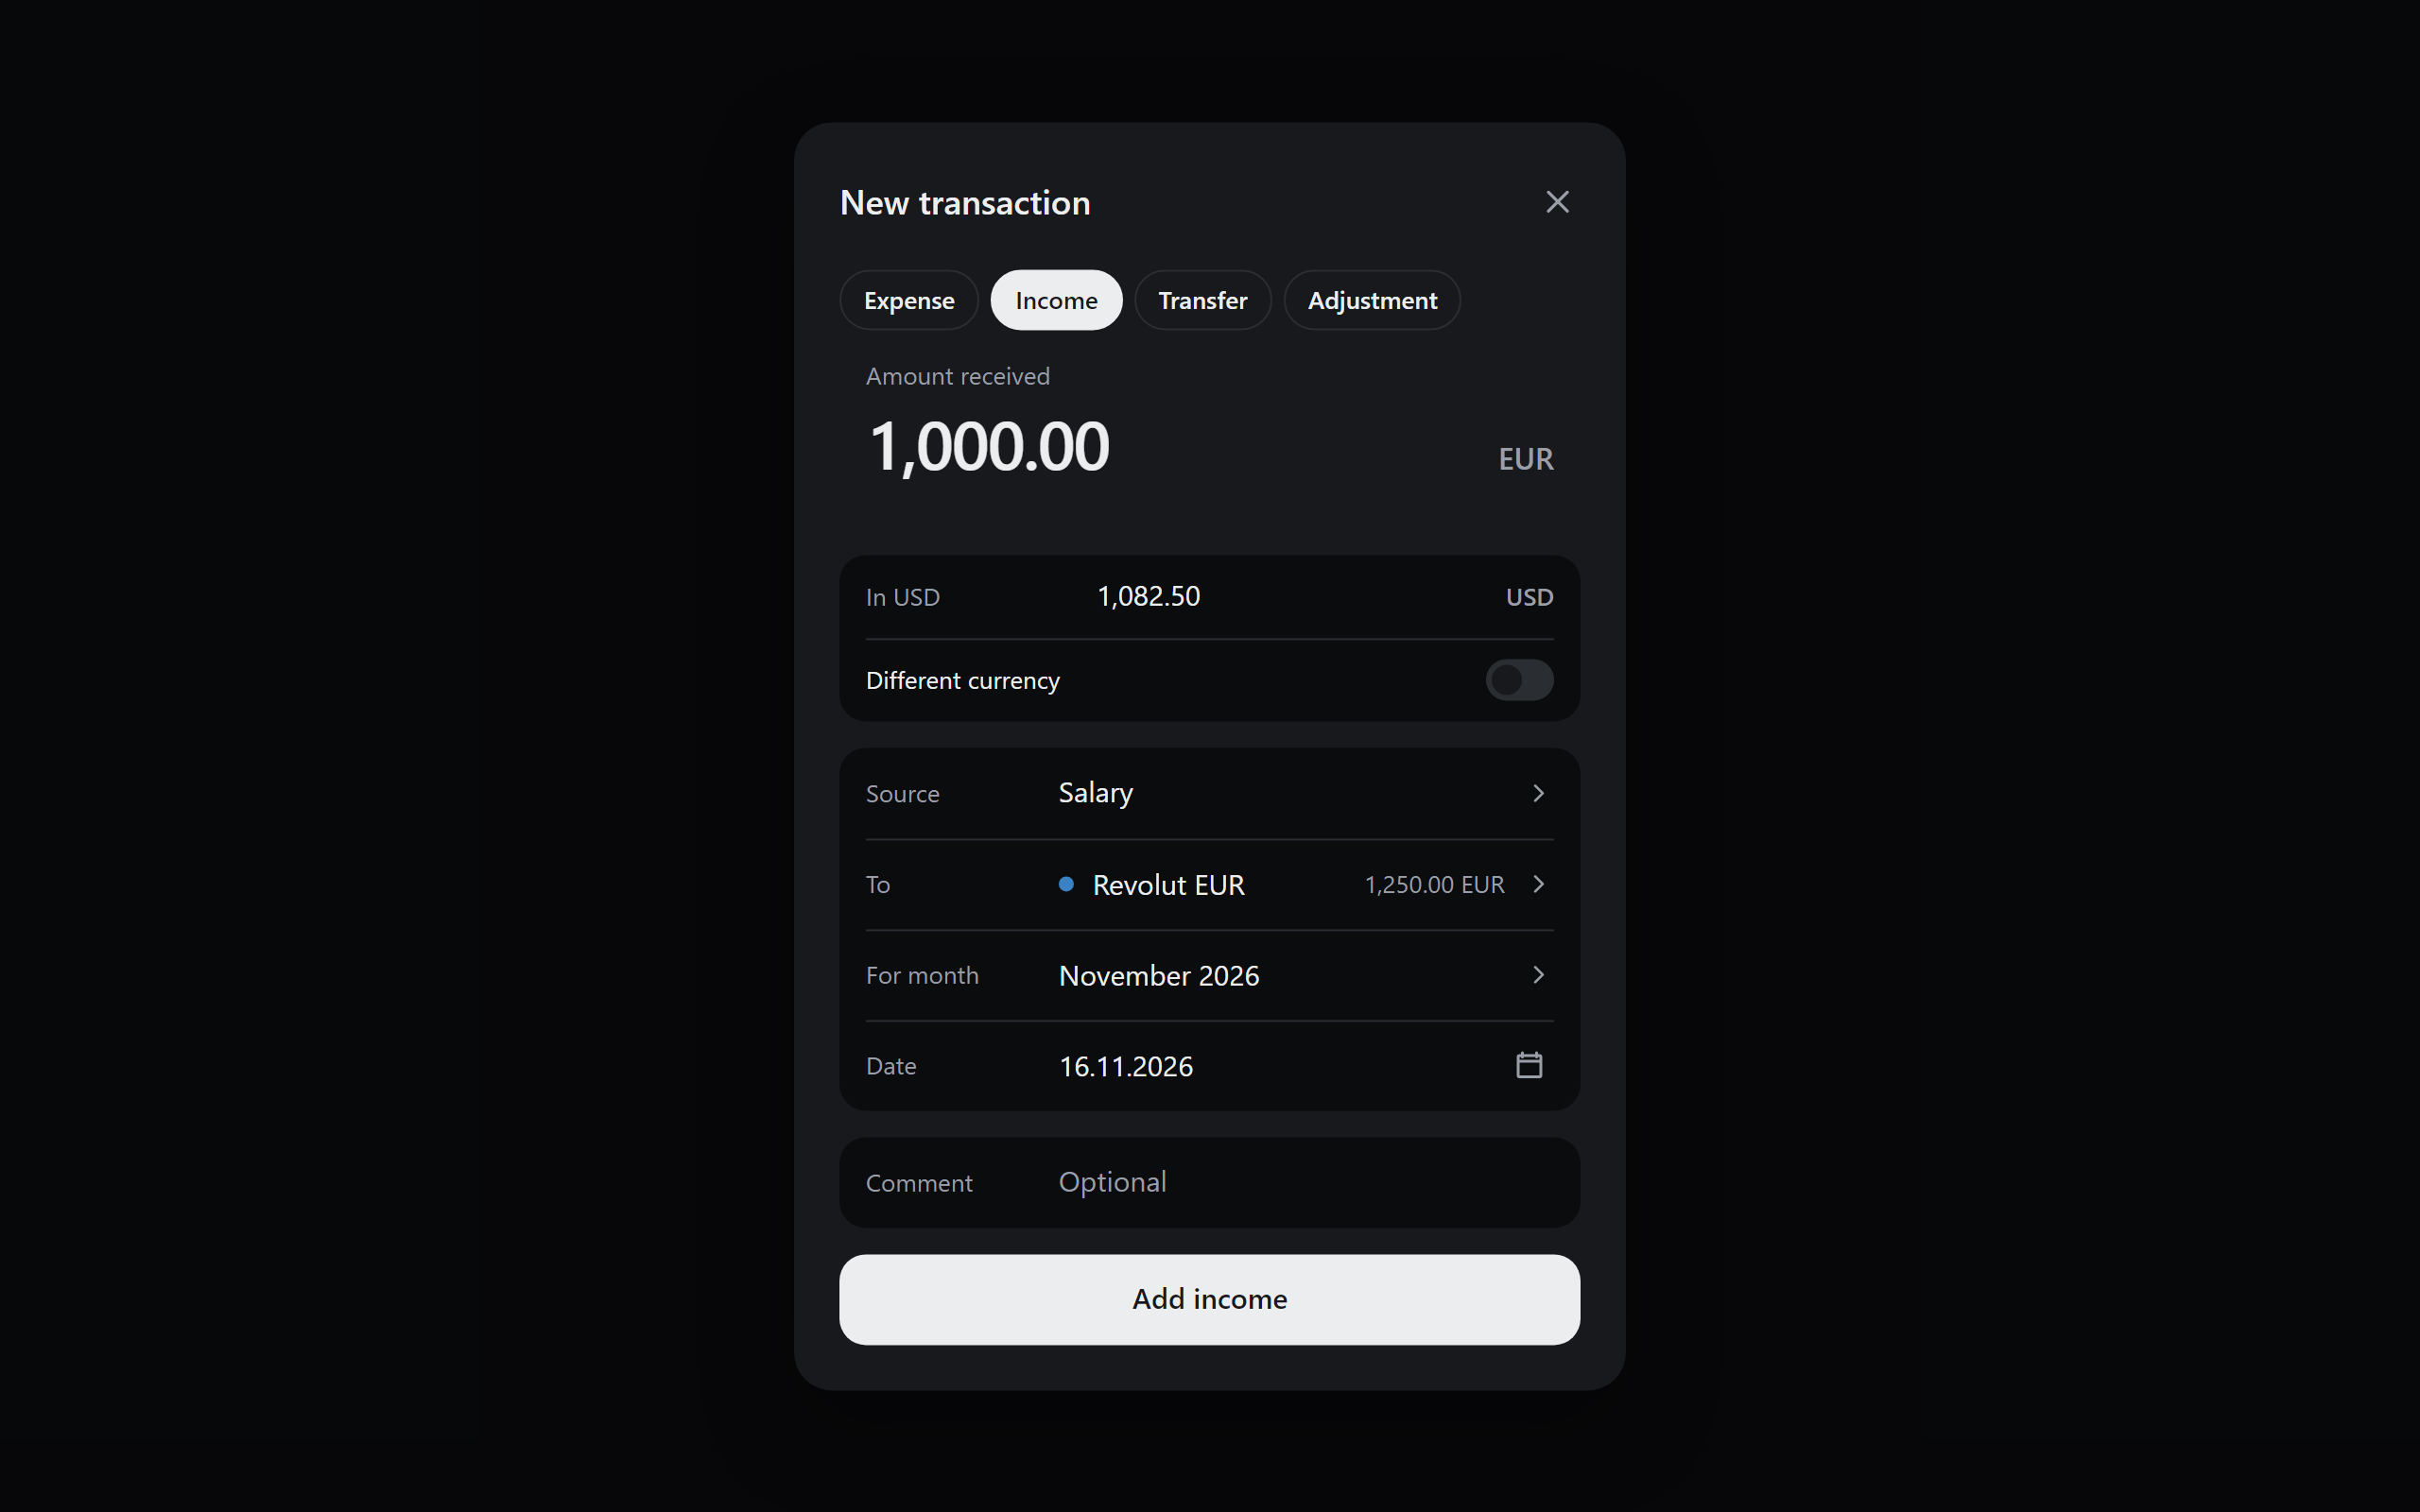 New transaction
Expense Income Transfer Adjustment
Amount received
1,000.00 EUR
In USD 1,082.50 USD
Different currency
Source Salary
To Revolut EUR 1,250.00 EUR
For month November 2026
Date 16.11.2026
Comment Optional
Add income